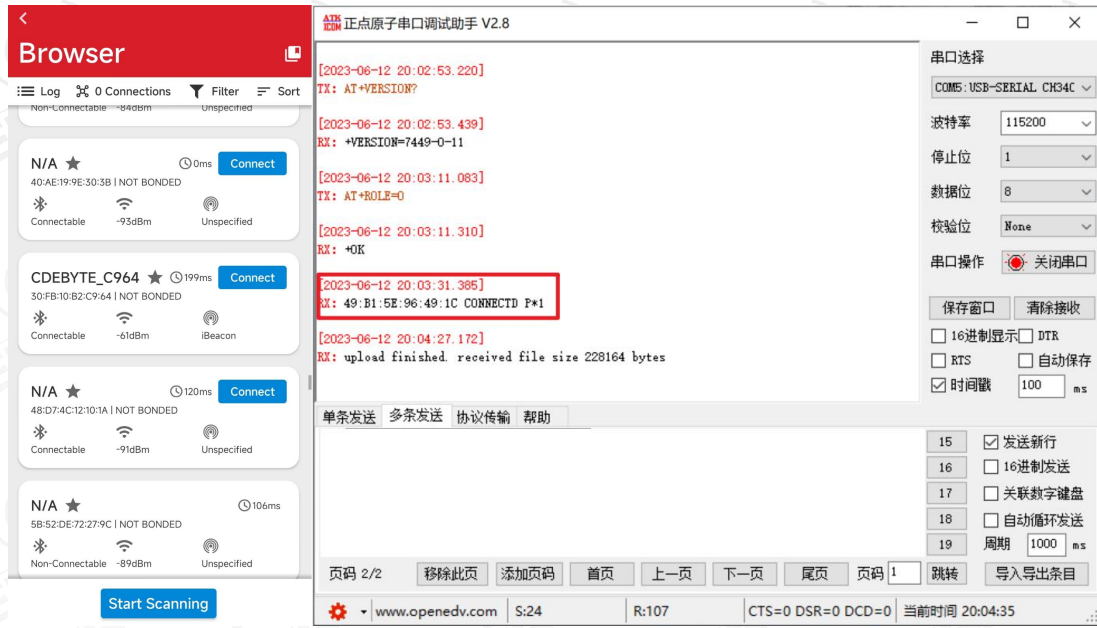 Browser
Log
0 Connections
Filter
Sort
Non-Connectable
-84dBm
Unspecified
N/A
0ms
Connect
40:AE:19:9E:30:3B | NOT BONDED
Connectable
-93dBm
Unspecified
CDEBYTE_C964
199ms
Connect
30:FB:10:B2:C9:64 | NOT BONDED
Connectable
-61dBm
iBeacon
N/A
120ms
Connect
48:D7:4C:12:10:1A | NOT BONDED
Connectable
-91dBm
Unspecified
N/A
106ms
5B:52:DE:72:27:9C | NOT BONDED
Non-Connectable
-89dBm
Unspecified
Start Scanning
ATK
XCOM
正点原子串口调试助手 V2.8
[2023-06-12 20:02:53.220]
TX: AT+VERSION?
[2023-06-12 20:02:53.439]
RX: +VERSION=7449-0-11
[2023-06-12 20:03:11.083]
TX: AT+ROLE=0
[2023-06-12 20:03:11.310]
RX: +OK
[2023-06-12 20:03:31.385]
RX: 49:B1:5E:96:49:1C CONNECTD P*1
[2023-06-12 20:04:27.172]
RX: upload finished. received file size 228164 bytes
串口选择
COM5:USB-SERIAL CH34C
波特率 115200
停止位 1
数据位 8
校验位 None
串口操作 关闭串口
保存窗口 清除接收
16进制显示 DTR
RTS 自动保存
时间戳 100 ms
单条发送 多条发送 协议传输 帮助
15 发送新行
16 16进制发送
17 关联数字键盘
18 自动循环发送
19 周期 1000 ms
页码 2/2 移除此页 添加页码 首页 上一页 下一页 尾页 页码 1 跳转 导入导出条目
www.openedv.com S:24 R:107 CTS=0 DSR=0 DCD=0 当前时间 20:04:35